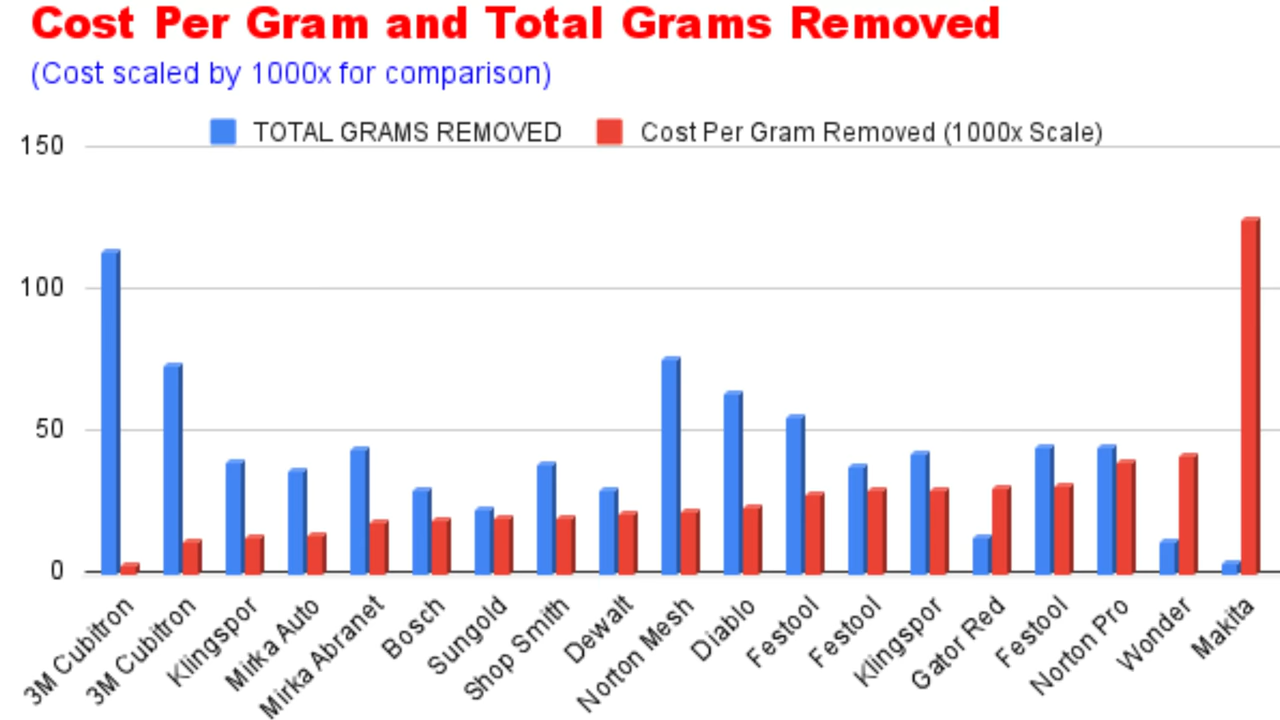 Cost Per Gram and Total Grams Removed
(Cost scaled by 1000x for comparison)
TOTAL GRAMS REMOVED
Cost Per Gram Removed (1000x Scale)
150
100
50
0
3M Cubitron
3M Cubitron
Klingspor
Mirka Auto
Mirka Abranet
Bosch
Sungold
Shop Smith
Dewalt
Norton Mesh
Diablo
Festool
Festool
Klingspor
Gator Red
Festool
Norton Pro
Wonder
Makita